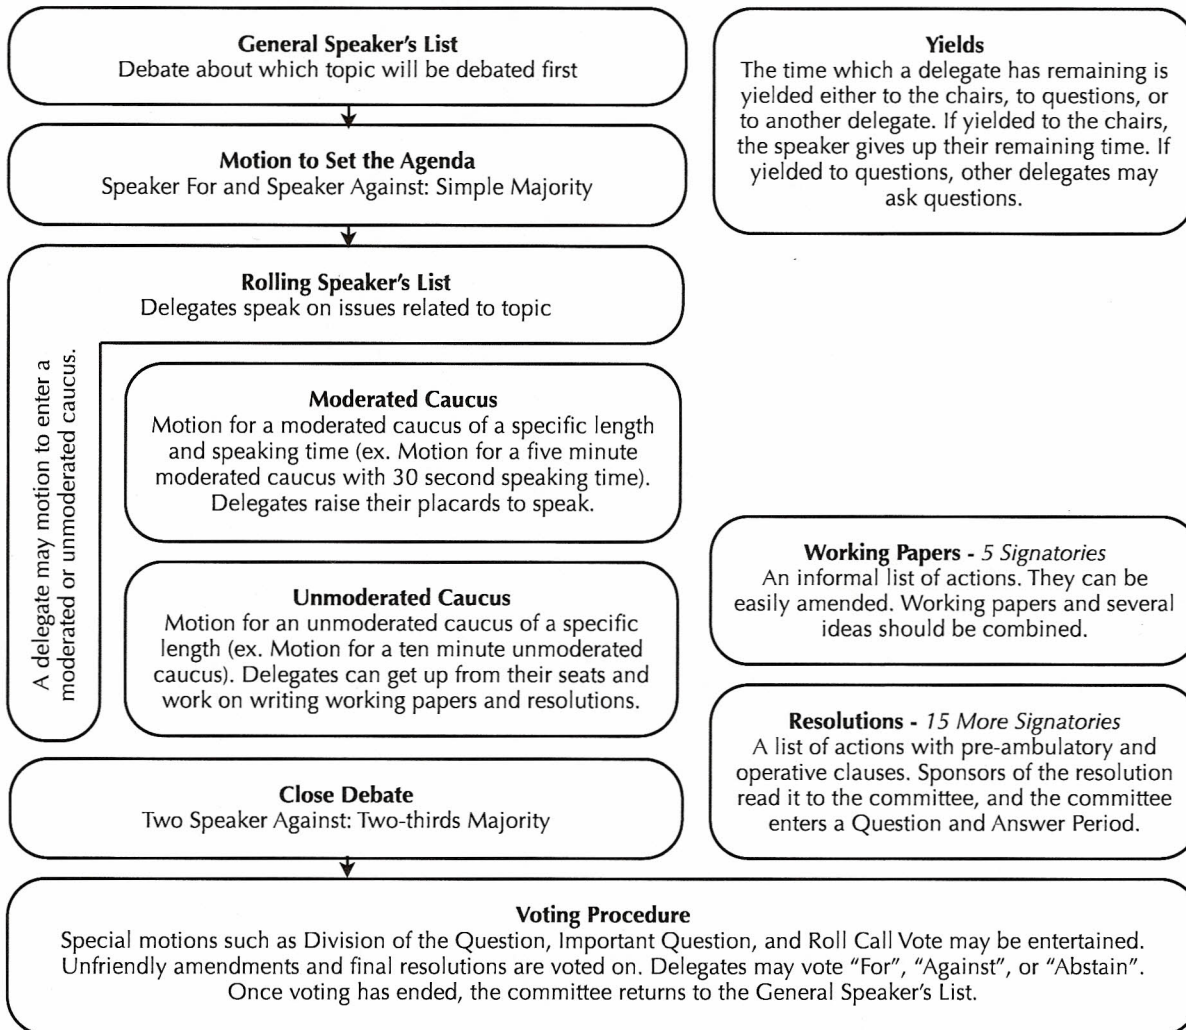 General Speaker's List
Debate about which topic will be debated first
Yields
The time which a delegate has remaining is
yielded either to the chairs, to questions, or
to another delegate. If yielded to the chairs,
the speaker gives up their remaining time. If
yielded to questions, other delegates may
ask questions.
Motion to Set the Agenda
Speaker For and Speaker Against: Simple Majority
Rolling Speaker's List
Delegates speak on issues related to topic
A delegate may motion to enter a
moderated or unmoderated caucus.
Moderated Caucus
Motion for a moderated caucus of a specific length
and speaking time (ex. Motion for a five minute
moderated caucus with 30 second speaking time).
Delegates raise their placards to speak.
Unmoderated Caucus
Motion for an unmoderated caucus of a specific
length (ex. Motion for a ten minute unmoderated
caucus). Delegates can get up from their seats and
work on writing working papers and resolutions.
Working Papers - 5 Signatories
An informal list of actions. They can be
easily amended. Working papers and several
ideas should be combined.
Resolutions - 15 More Signatories
A list of actions with pre-ambulatory and
operative clauses. Sponsors of the resolution
read it to the committee, and the committee
enters a Question and Answer Period.
Close Debate
Two Speaker Against: Two-thirds Majority
Voting Procedure
Special motions such as Division of the Question, Important Question, and Roll Call Vote may be entertained.
Unfriendly amendments and final resolutions are voted on. Delegates may vote "For", "Against", or "Abstain".
Once voting has ended, the committee returns to the General Speaker's List.